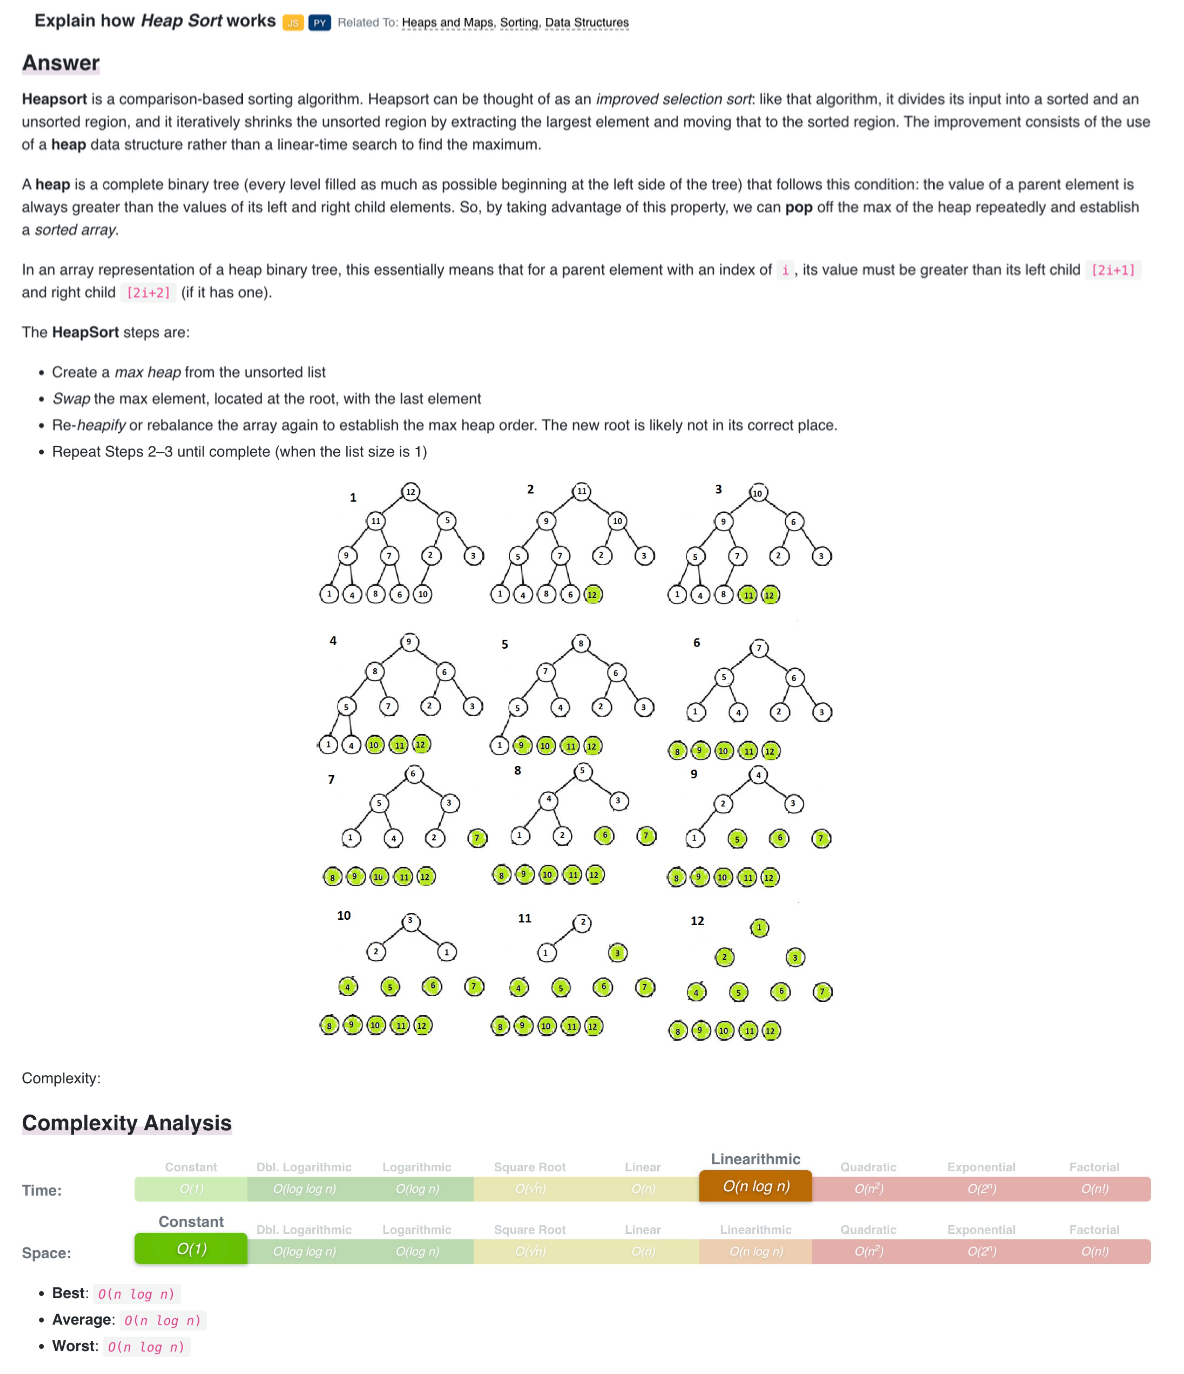 Explain how Heap Sort works JS PY Related To: Heaps and Maps, Sorting, Data Structures
Answer
Heapsort is a comparison-based sorting algorithm. Heapsort can be thought of as an improved selection sort: like that algorithm, it divides its input into a sorted and an
unsorted region, and it iteratively shrinks the unsorted region by extracting the largest element and moving that to the sorted region. The improvement consists of the use
of a heap data structure rather than a linear-time search to find the maximum.
A heap is a complete binary tree (every level filled as much as possible beginning at the left side of the tree) that follows this condition: the value of a parent element is
always greater than the values of its left and right child elements. So, by taking advantage of this property, we can pop off the max of the heap repeatedly and establish
a sorted array.
In an array representation of a heap binary tree, this essentially means that for a parent element with an index of i , its value must be greater than its left child [2i+1]
and right child [2i+2] (if it has one).
The HeapSort steps are:
• Create a max heap from the unsorted list
• Swap the max element, located at the root, with the last element
• Re-heapify or rebalance the array again to establish the max heap order. The new root is likely not in its correct place.
• Repeat Steps 2–3 until complete (when the list size is 1)
1 12 2 11 3 10
11 5 9 10 9 6
9 7 2 3 5 7 2 3 5 7 2 3
1 4 8 6 10 1 4 8 6 12 1 4 8 11 12
4 9 5 8 6 7
8 6 7 6 5 6
5 7 2 3 5 4 2 3 1 4 2 3
1 4 10 11 12 1 9 10 11 12 8 9 10 11 12
7 6 8 5 9 4
5 3 4 3 2 3
1 4 2 7 1 2 6 7 1 5 6 7
8 9 10 11 12 8 9 10 11 12 8 9 10 11 12
10 3 11 2 12 1
2 1 1 3 2 3
4 5 6 7 4 5 6 7 4 5 6 7
8 9 10 11 12 8 9 10 11 12 8 9 10 11 12
Complexity:
Complexity Analysis
Constant Dbl. Logarithmic Logarithmic Square Root Linear Linearithmic Quadratic Exponential Factorial
Time: O(1) O(log log n) O(log n) O(√n) O(n) O(n log n) O(n²) O(2ⁿ) O(n!)
Constant Dbl. Logarithmic Logarithmic Square Root Linear Linearithmic Quadratic Exponential Factorial
Space: O(1) O(log log n) O(log n) O(√n) O(n) O(n log n) O(n²) O(2ⁿ) O(n!)
• Best: O(n log n)
• Average: O(n log n)
• Worst: O(n log n)